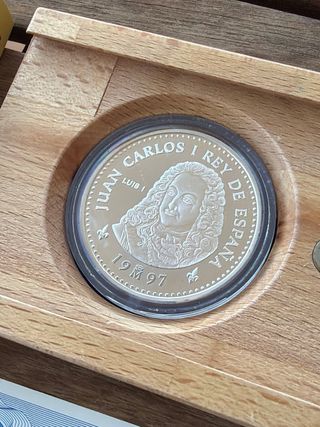 JUAN CARLOS I REY DE ESPAÑA
LUIS I
19 M 97